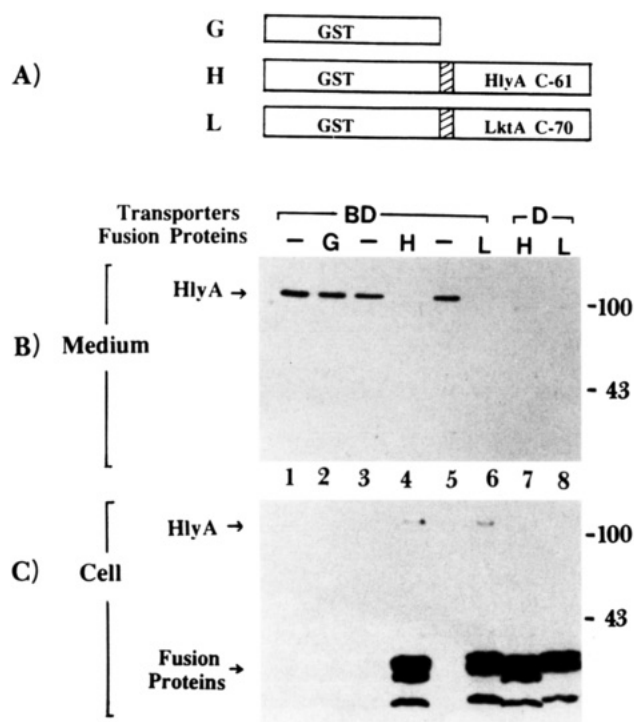 G GST
A) H GST HlyA C-61
L GST LktA C-70
Transporters BD D
Fusion Proteins – G – H – L H L
HlyA → -100
B) Medium
-43
1 2 3 4 5 6 7 8
HlyA → -100
C) Cell
-43
Fusion →
Proteins